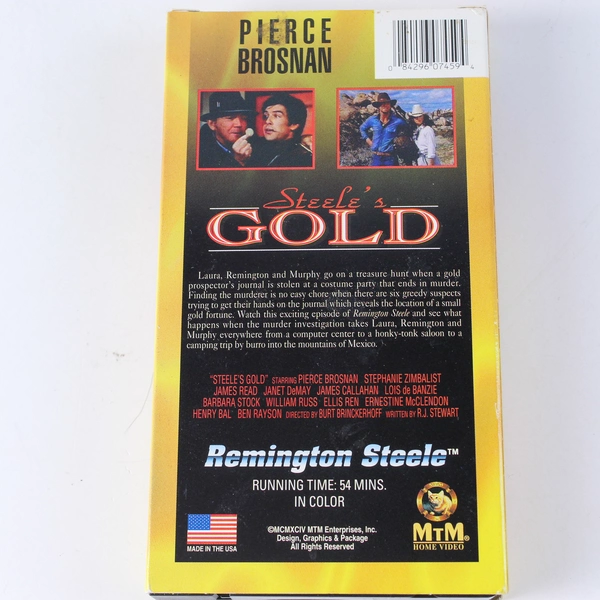 PIERCE
BROSNAN
0 84296 07459 4
Steele's
GOLD
Laura, Remington and Murphy go on a treasure hunt when a gold
prospector's journal is stolen at a costume party that ends in murder.
Finding the murderer is no easy chore when there are six greedy suspects
trying to get their hands on the journal which reveals the location of a small
gold fortune. Watch this exciting episode of Remington Steele and see what
happens when the murder investigation takes Laura, Remington and
Murphy everywhere from a computer center to a honky-tonk saloon to a
camping trip by burro into the mountains of Mexico.
"STEELE'S GOLD" STARRING PIERCE BROSNAN STEPHANIE ZIMBALIST
JAMES READ JANET DeMAY JAMES CALLAHAN LOIS de BANZIE
BARBARA STOCK WILLIAM RUSS ELLIS REN ERNESTINE McCLENDON
HENRY BAL BEN RAYSON DIRECTED BY BURT BRINCKERHOFF WRITTEN BY R.J. STEWART
Remington Steele™
RUNNING TIME: 54 MINS.
IN COLOR
MADE IN THE USA
©MCMXCIV MTM Enterprises, Inc.
Design, Graphics & Package
All Rights Reserved
MTM®
HOME VIDEO